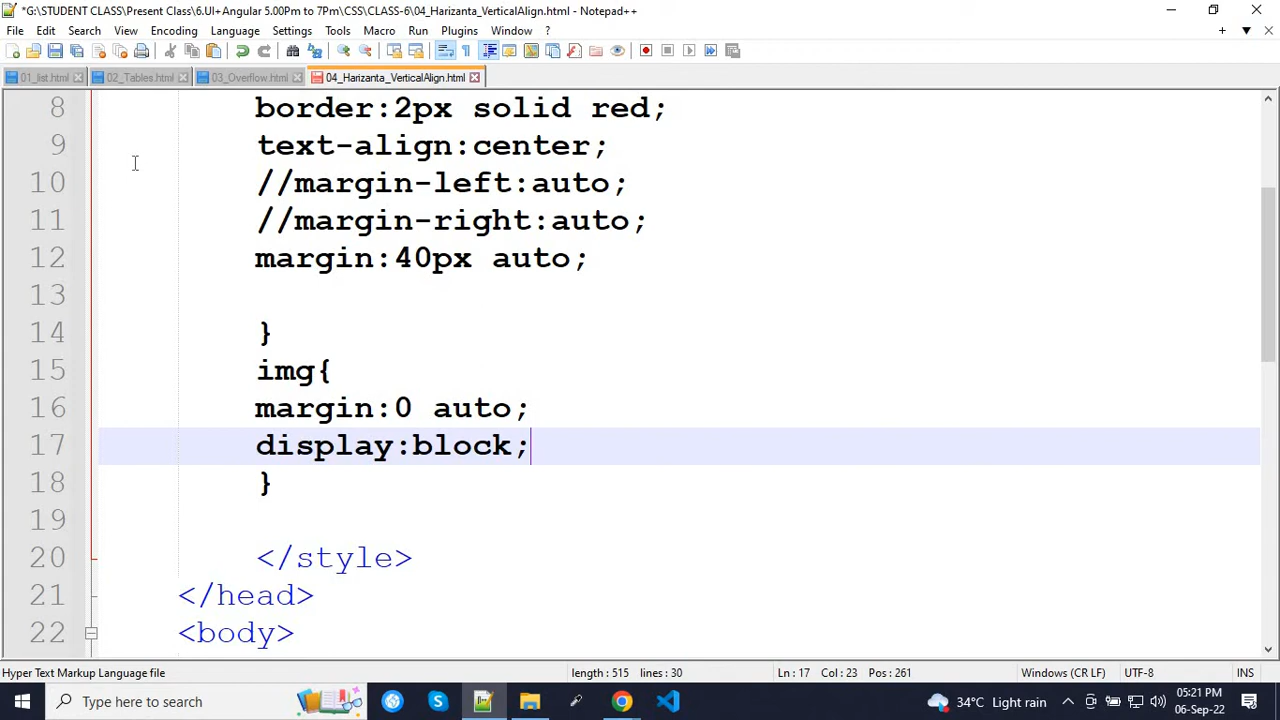 *G:\STUDENT CLASS\Present Class\6.UI+Angular 5.00Pm to 7Pm\CSS\CLASS-6\04_Harizanta_VerticalAlign.html - Notepad++
File Edit Search View Encoding Language Settings Tools Macro Run Plugins Window ?
01_list.html 02_Tables.html 03_Overflow.html 04_Harizanta_VerticalAlign.html
8 border:2px solid red;
9 text-align:center;
10 //margin-left:auto;
11 //margin-right:auto;
12 margin:40px auto;
13
14 }
15 img{
16 margin:0 auto;
17 display:block;
18 }
19
20 </style>
21 </head>
22 <body>
Hyper Text Markup Language file length : 515 lines : 30 Ln : 17 Col : 23 Pos : 261 Windows (CR LF) UTF-8 INS
Type here to search 34°C Light rain 05:21 PM
06-Sep-22